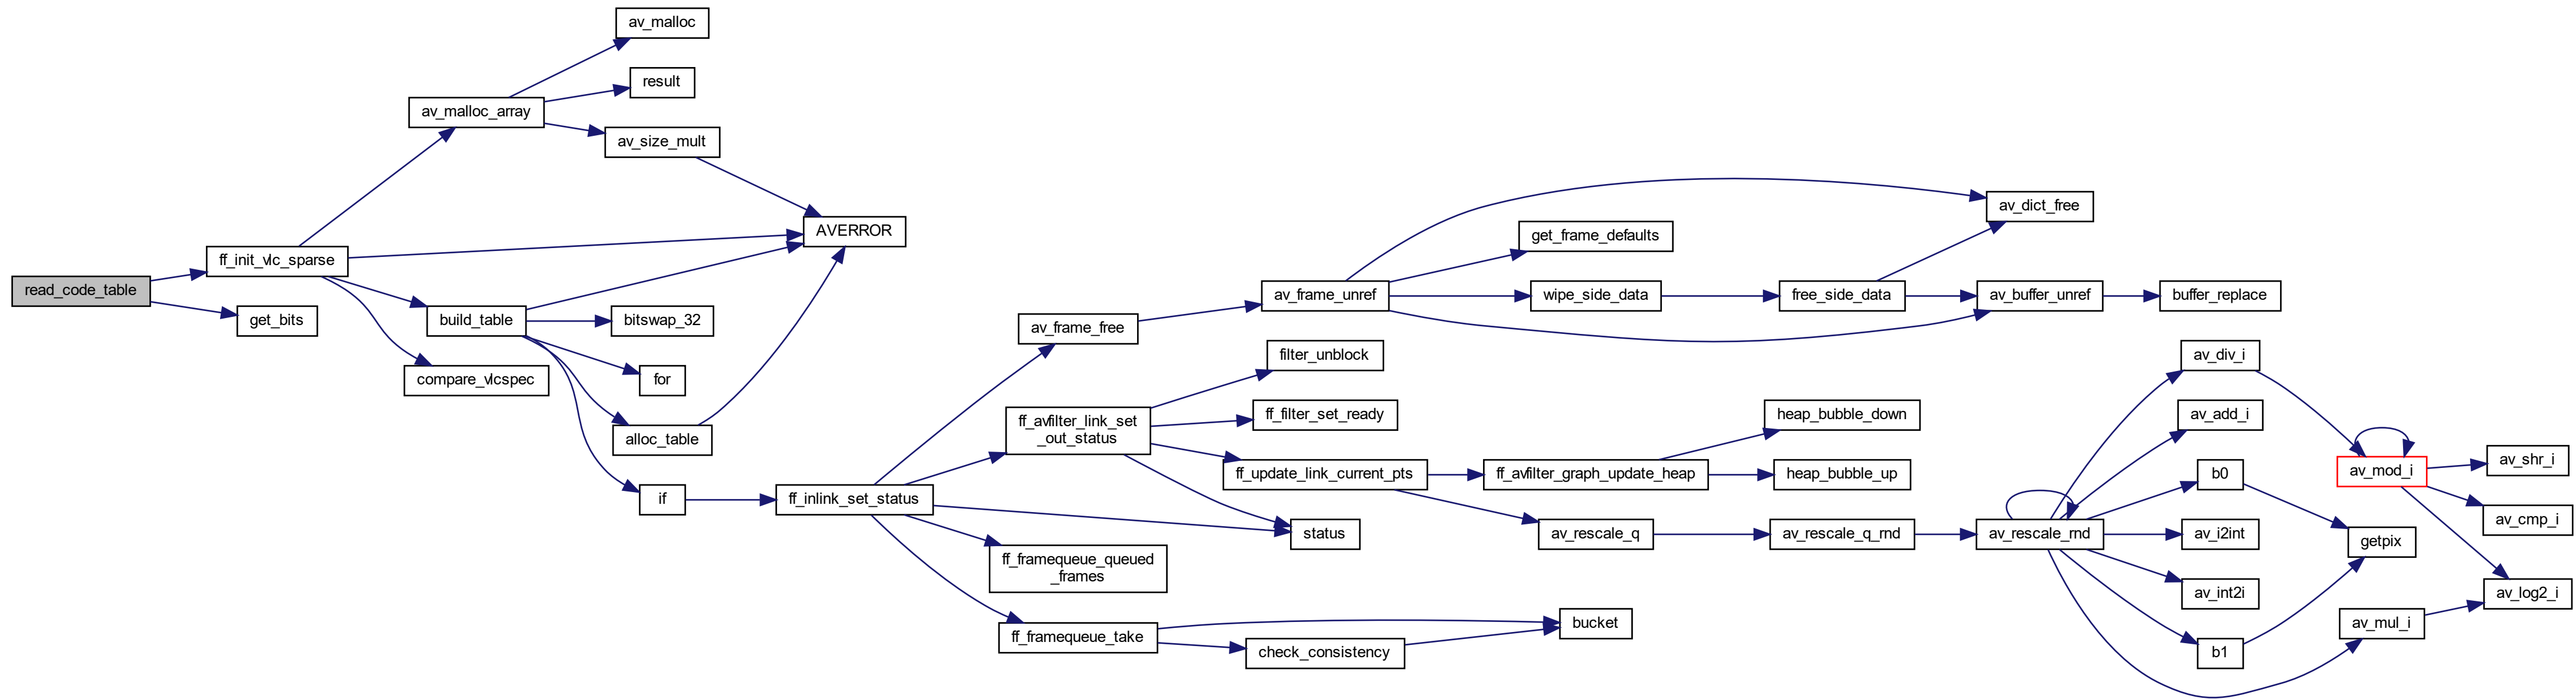 read_code_table
ff_init_vlc_sparse
get_bits
av_malloc_array
build_table
compare_vlcspec
av_malloc
result
av_size_mult
AVERROR
bitswap_32
for
alloc_table
if
ff_inlink_set_status
av_frame_free
ff_avfilter_link_set
_out_status
status
ff_framequeue_queued
_frames
ff_framequeue_take
av_frame_unref
filter_unblock
ff_filter_set_ready
ff_update_link_current_pts
check_consistency
bucket
get_frame_defaults
wipe_side_data
free_side_data
av_dict_free
av_buffer_unref
buffer_replace
ff_avfilter_graph_update_heap
heap_bubble_down
heap_bubble_up
av_rescale_q
av_rescale_q_rnd
av_rescale_rnd
av_div_i
av_add_i
b0
av_i2int
av_int2i
b1
av_mul_i
getpix
av_mod_i
av_shr_i
av_cmp_i
av_log2_i